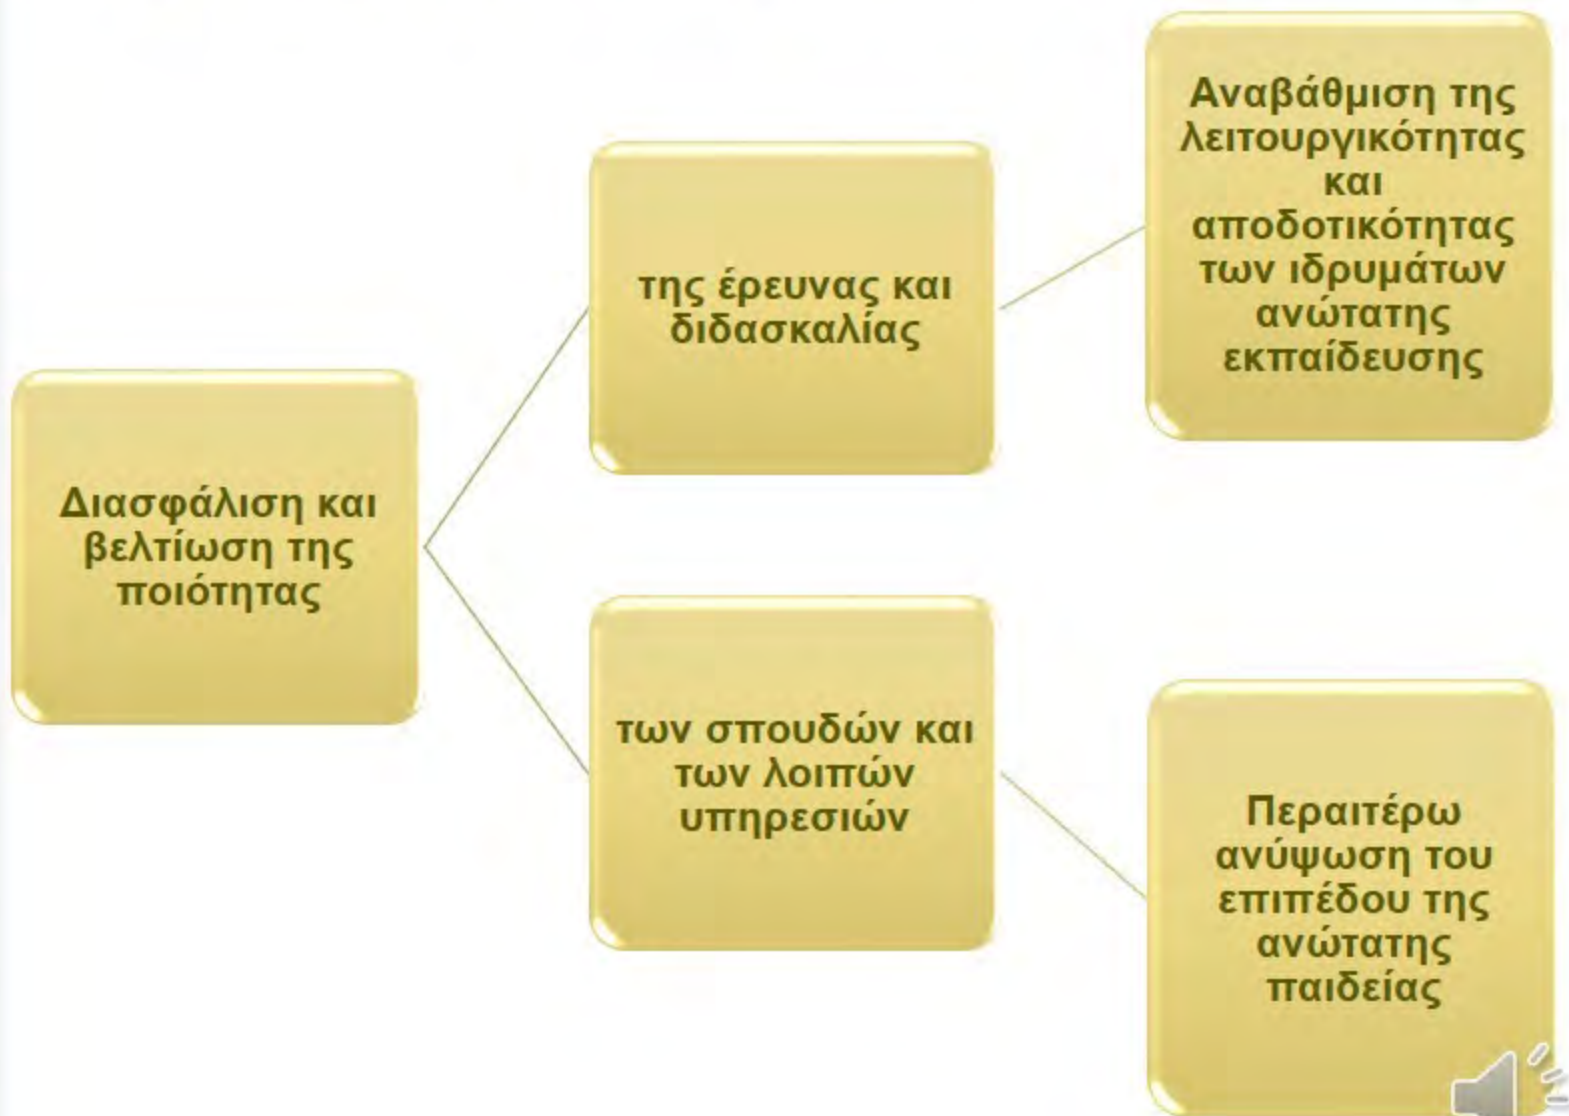 Διασφάλιση και
βελτίωση της
ποιότητας
της έρευνας και
διδασκαλίας
Αναβάθμιση της
λειτουργικότητας
και
αποδοτικότητας
των ιδρυμάτων
ανώτατης
εκπαίδευσης
των σπουδών και
των λοιπών
υπηρεσιών
Περαιτέρω
ανύψωση του
επιπέδου της
ανώτατης
παιδείας